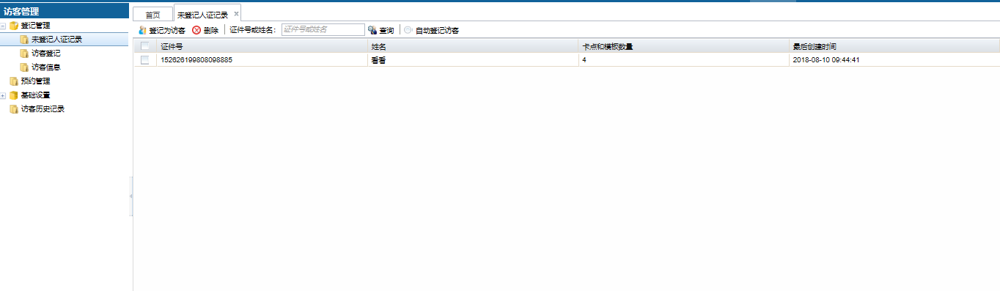 访客管理
登记管理
未登记人证记录
访客登记
访客信息
预约管理
基础设置
访客历史记录
首页 未登记人证记录
登记为访客 删除 证件号或姓名： 证件号或姓名 查询 自动登记访客
证件号 姓名 卡点和模板数量 最后创建时间
152626199808098885 看看 4 2018-08-10 09:44:41